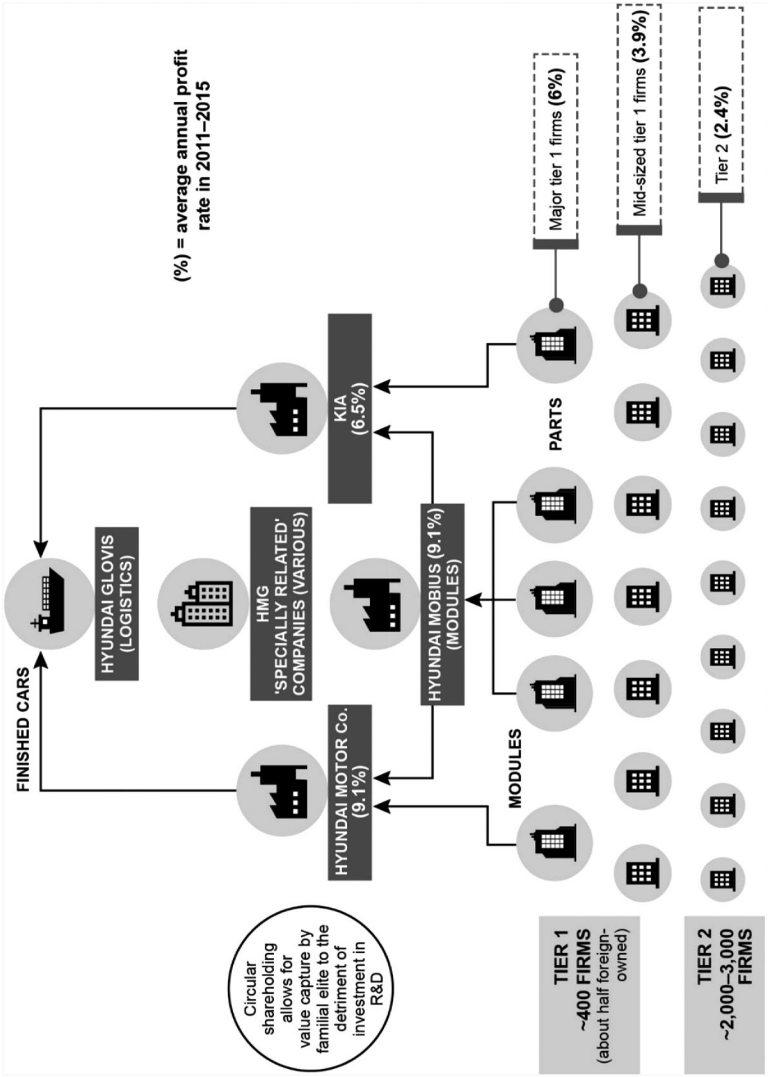 FINISHED CARS
HYUNDAI GLOVIS
(LOGISTICS)
(%) = average annual profit
rate in 2011–2015
HMG
'SPECIALLY RELATED'
COMPANIES (VARIOUS)
Circular
shareholding
allows for
value capture by
familial elite to the
detriment of
investment in
R&D
HYUNDAI MOTOR Co.
(9.1%)
KIA
(6.5%)
HYUNDAI MOBIUS (9.1%)
(MODULES)
MODULES
PARTS
TIER 1
~400 FIRMS
(about half foreign-
owned)
Major tier 1 firms (6%)
Mid-sized tier 1 firms (3.9%)
TIER 2
~2,000–3,000
FIRMS
Tier 2 (2.4%)